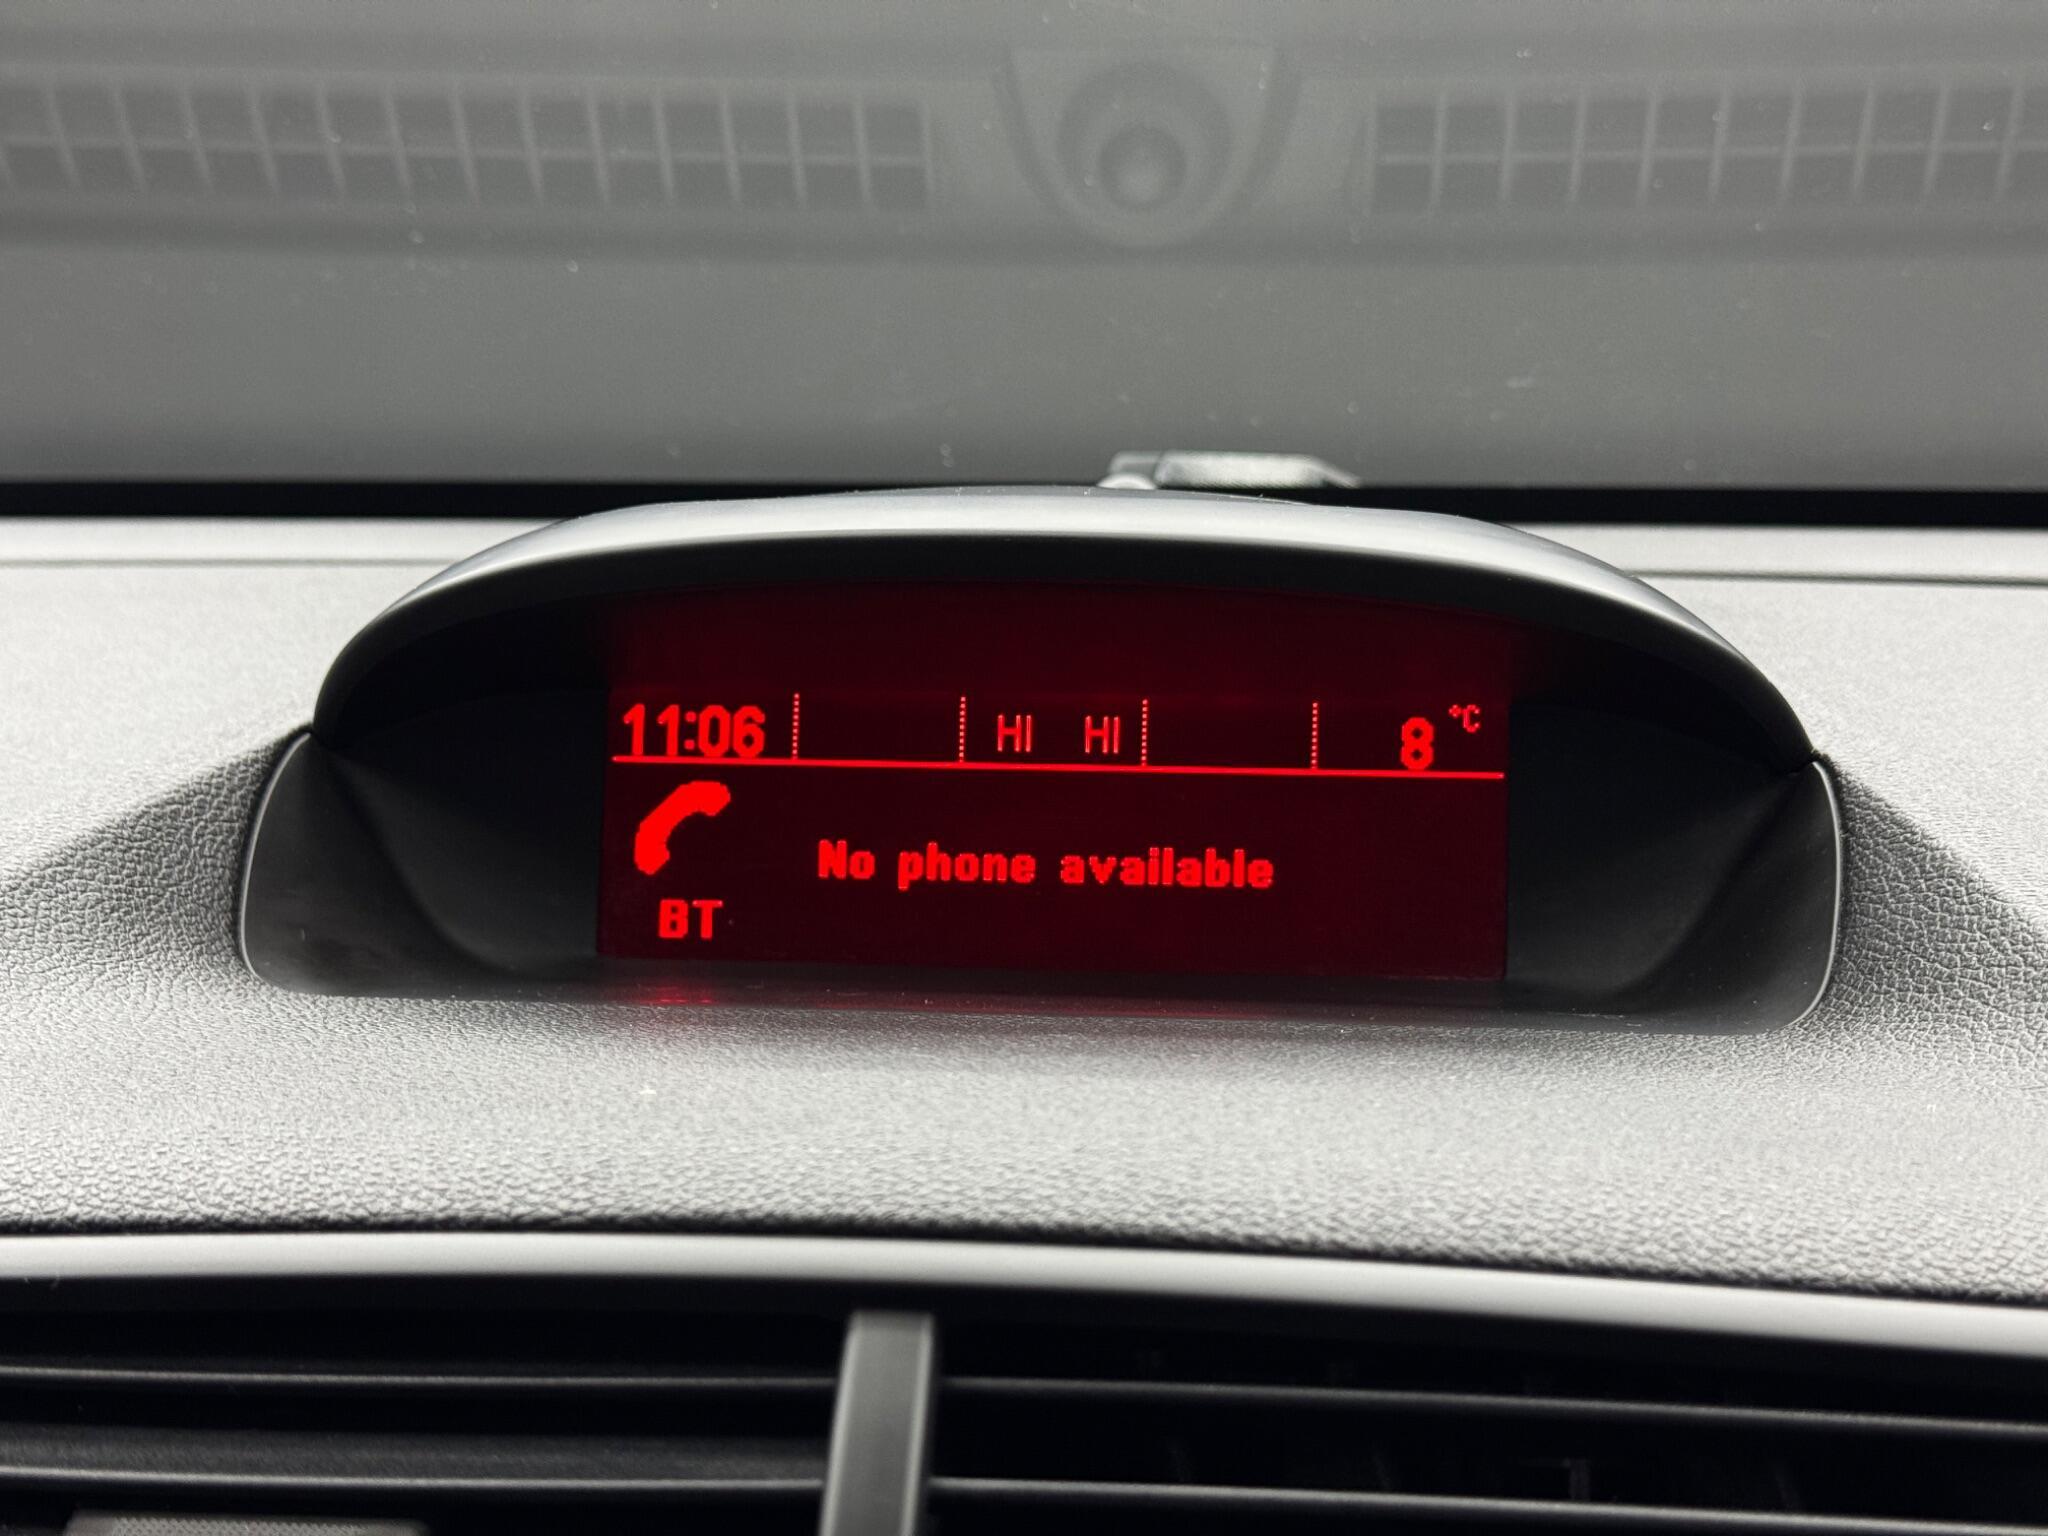 11:06 HI HI 8 °C
No phone available
BT